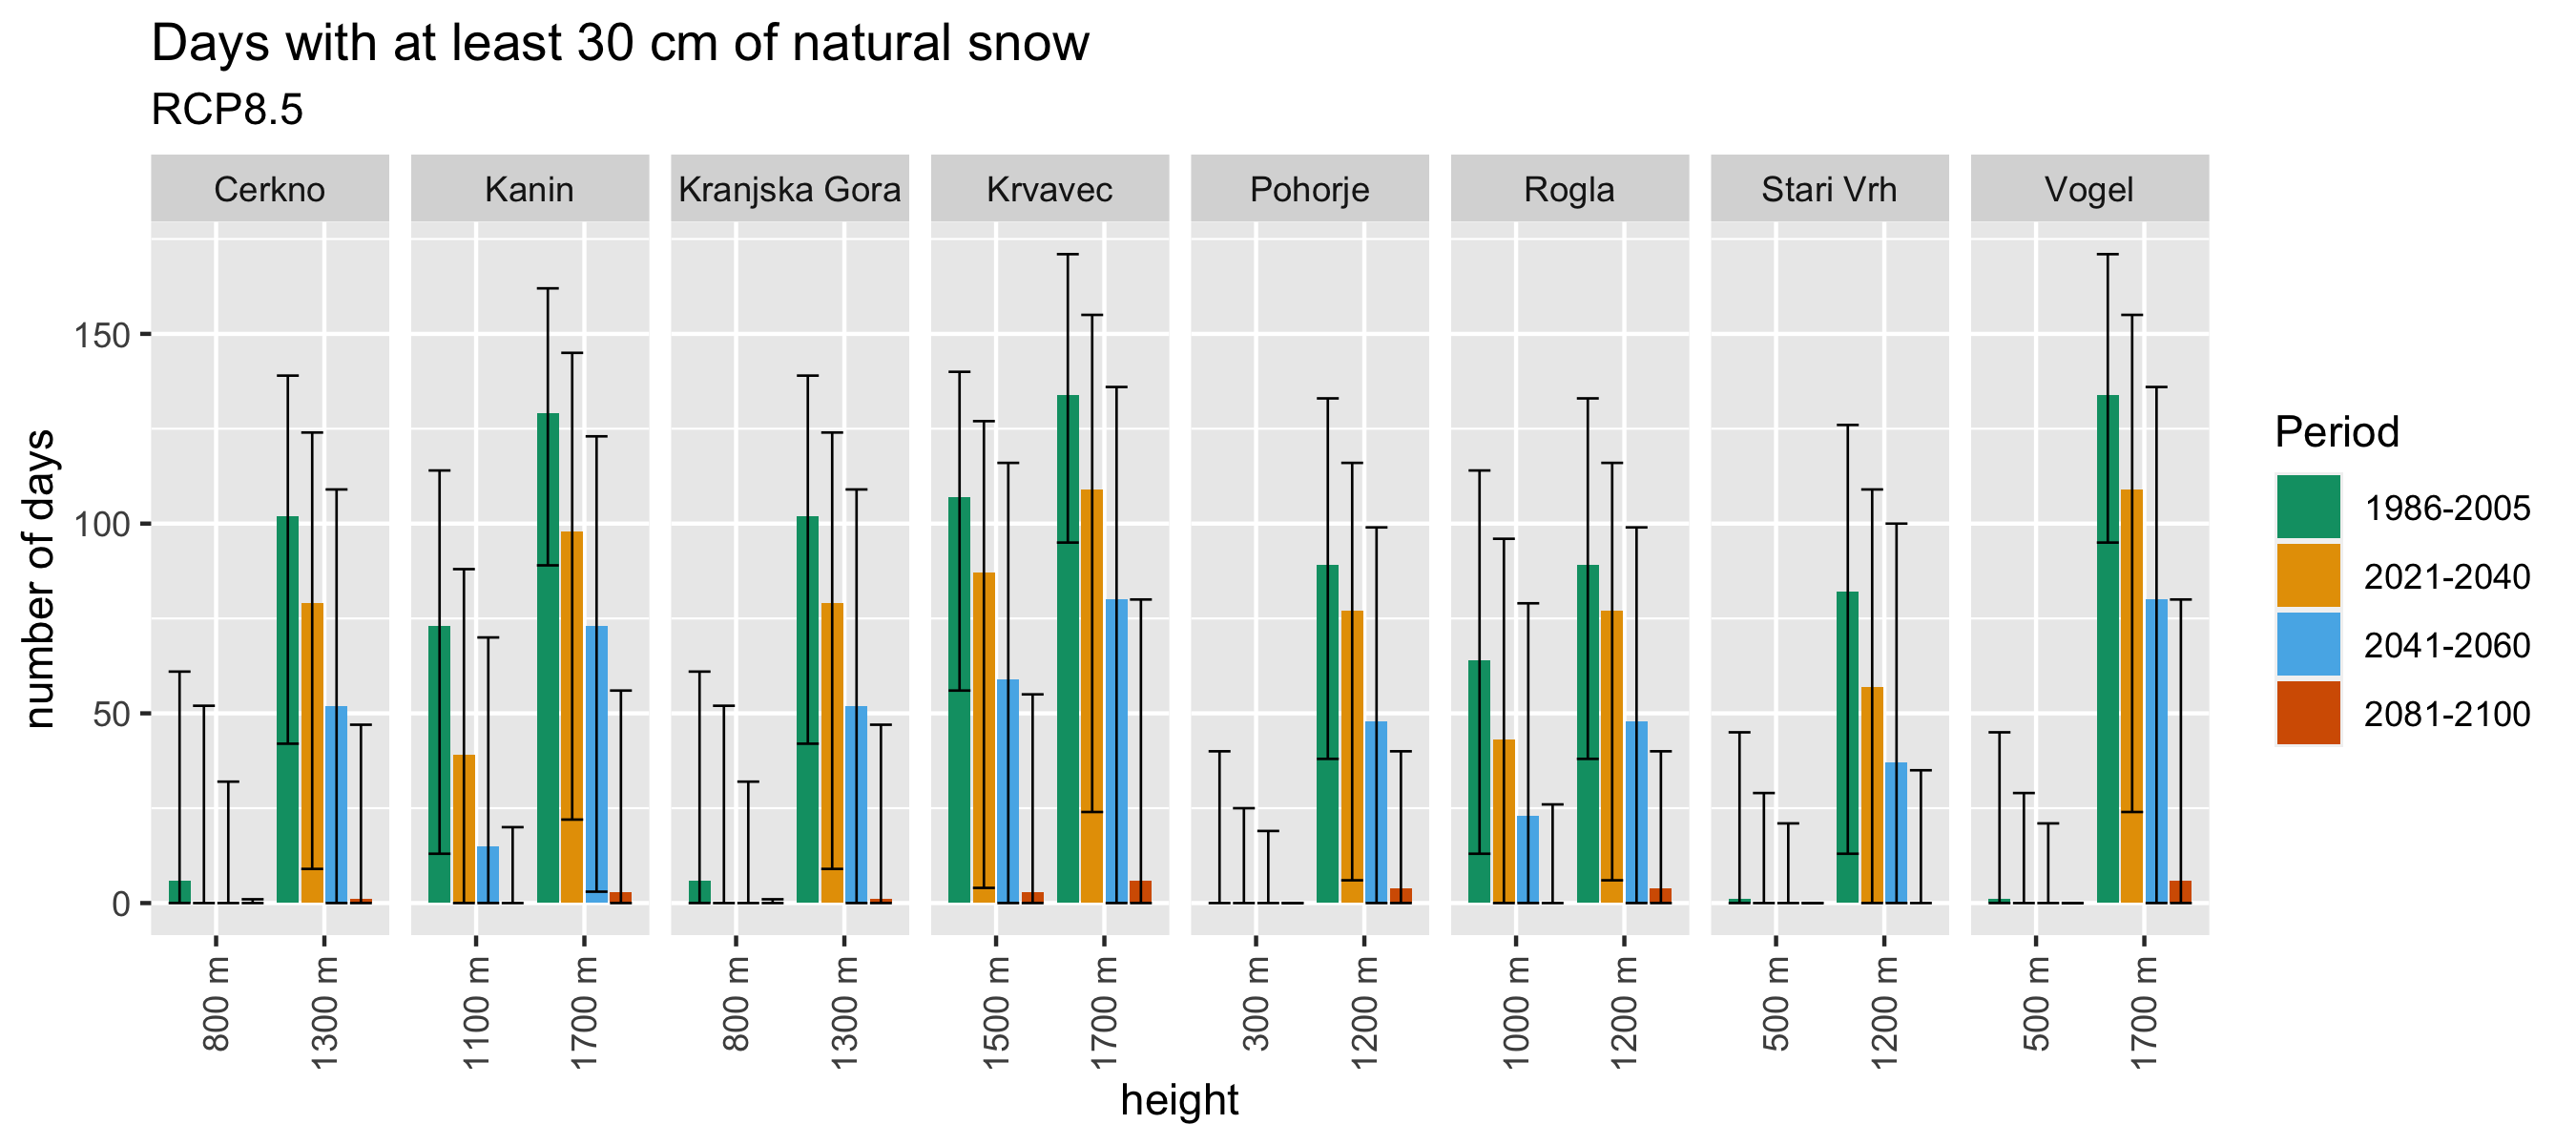 Days with at least 30 cm of natural snow
RCP8.5
Cerkno
Kanin
Kranjska Gora
Krvavec
Pohorje
Rogla
Stari Vrh
Vogel
number of days
150
100
50
0
800 m
1300 m
1100 m
1700 m
800 m
1300 m
1500 m
1700 m
300 m
1200 m
1000 m
1200 m
500 m
1200 m
500 m
1700 m
height
Period
1986-2005
2021-2040
2041-2060
2081-2100